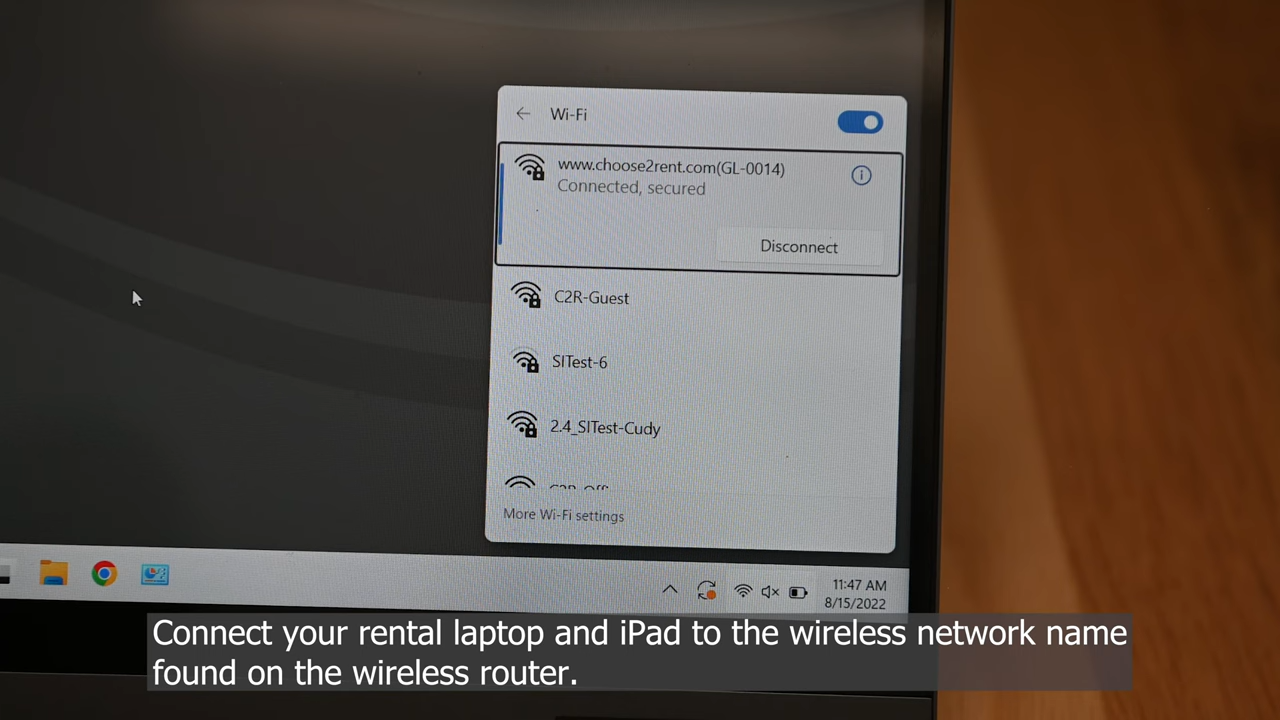 Wi-Fi
www.choose2rent.com(GL-0014)
Connected, secured
Disconnect
C2R-Guest
SITest-6
2.4_SITest-Cudy
More Wi-Fi settings
11:47 AM
8/15/2022
Connect your rental laptop and iPad to the wireless network name
found on the wireless router.